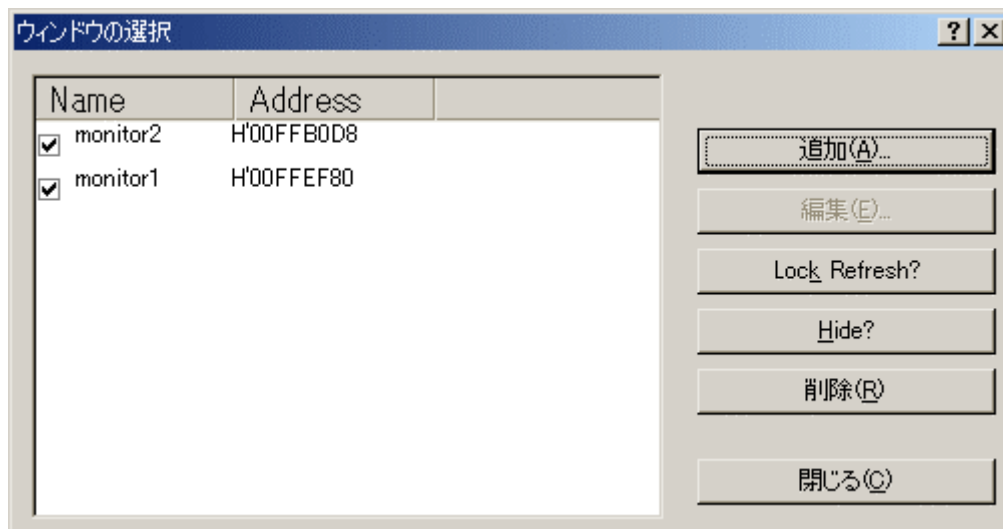 ウィンドウの選択
Name Address
monitor2 H'00FFB0D8
monitor1 H'00FFEF80
追加(A)...
編集(E)...
Lock Refresh?
Hide?
削除(R)
閉じる(C)